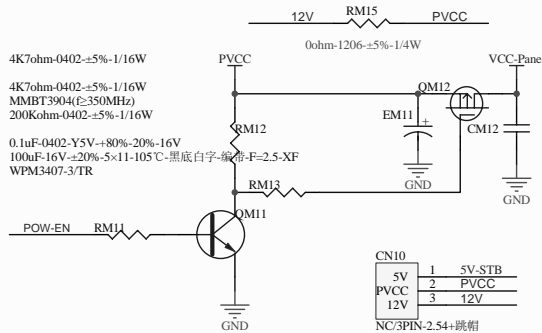 12V
RM15
PVCC
0ohm-1206-±5%-1/4W
4K7ohm-0402-±5%-1/16W
PVCC
VCC-Pane
4K7ohm-0402-±5%-1/16W
QM12
MMBT3904(f≥350MHz)
200Kohm-0402-±5%-1/16W
EM11
+
CM12
RM12
0.1uF-0402-Y5V-+80%-20%-16V
100uF-16V-±20%-5×11-105℃-黑底白字-编带-F=2.5-XF
WPM3407-3/TR
GND
GND
RM13
QM11
POW-EN
RM11
GND
CN10
5V
1
5V-STB
PVCC
2
PVCC
12V
3
12V
NC/3PIN-2.54+跳帽